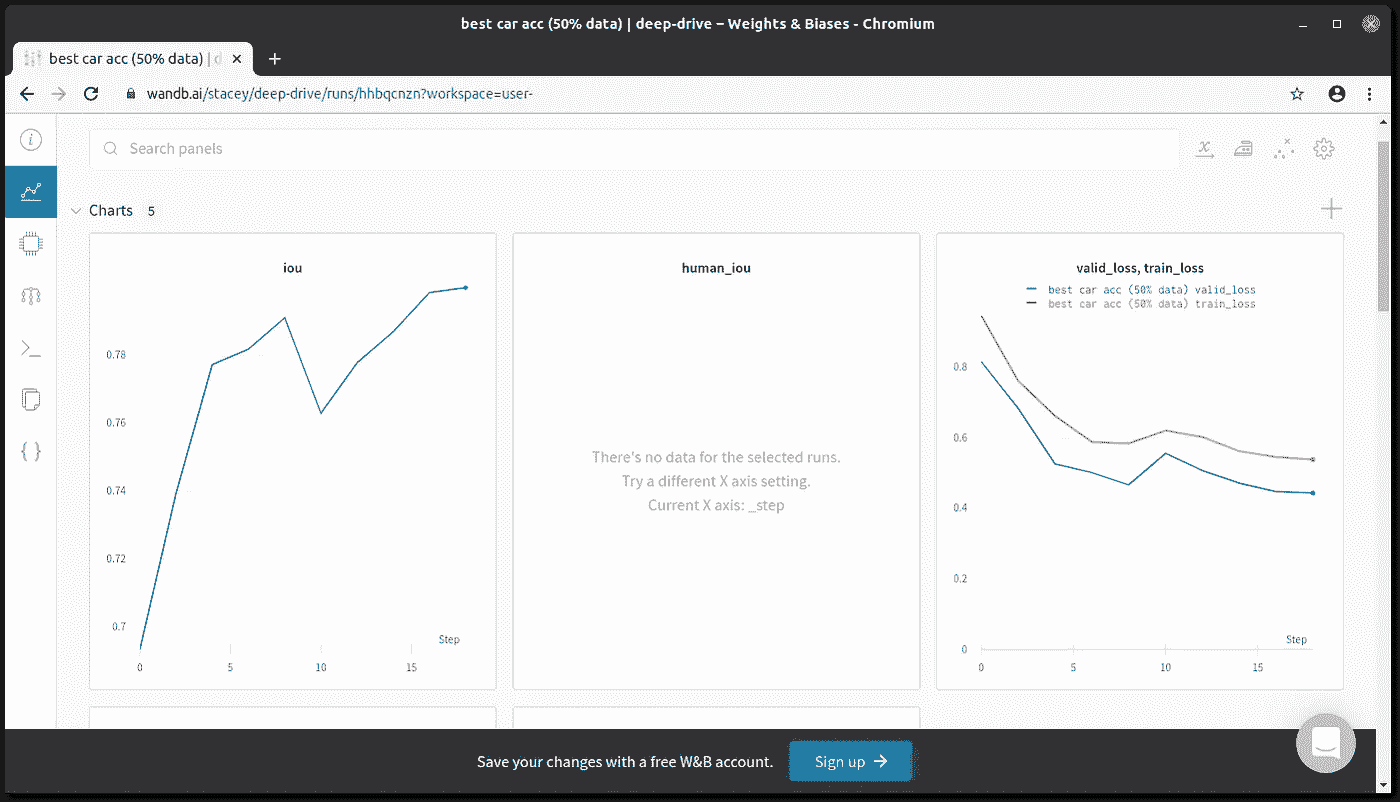 best car acc (50% data) | deep-drive – Weights & Biases - Chromium
best car acc (50% data) | d
wandb.ai/stacey/deep-drive/runs/hhbqcnzn?workspace=user-
Search panels
Charts 5
iou
0.78
0.76
0.74
0.72
0.7
Step
0 5 10 15
human_iou
There's no data for the selected runs.
Try a different X axis setting.
Current X axis: _step
valid_loss, train_loss
best car acc (50% data) valid_loss
best car acc (50% data) train_loss
0.8
0.6
0.4
0.2
0
Step
0 5 10 15
Save your changes with a free W&B account.
Sign up →